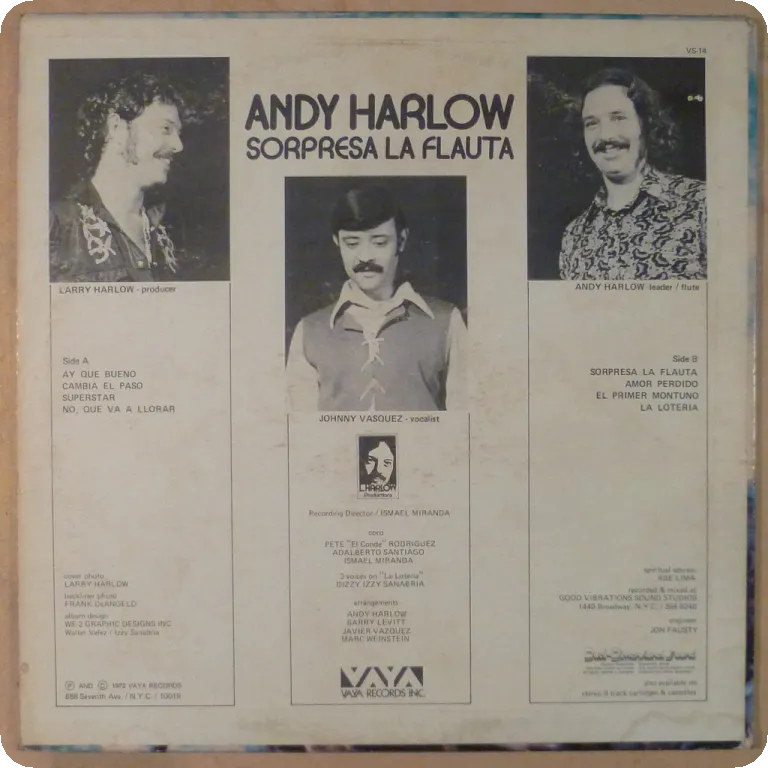 VS-14
ANDY HARLOW
SORPRESA LA FLAUTA
LARRY HARLOW - producer
ANDY HARLOW leader / flute
JOHNNY VASQUEZ - vocalist
Side A
AY QUE BUENO
CAMBIA EL PASO
SUPERSTAR
NO, QUE VA A LLORAR
Side B
SORPRESA LA FLAUTA
AMOR PERDIDO
EL PRIMER MONTUNO
LA LOTERIA
L.HARLOW
Productions
Recording Director / ISMAEL MIRANDA
coro
PETE "El Conde" RODRIGUEZ
ADALBERTO SANTIAGO
ISMAEL MIRANDA
3 voices on "La Loteria"
DIZZY IZZY SANABRIA
arrangements
ANDY HARLOW
BARRY LEVITT
JAVIER VAZQUEZ
MARC WEINSTEIN
VAYA
VAYA RECORDS INC.
cover photo
LARRY HARLOW
backliner photo
FRANK DeANGELO
album design
WE-2 GRAPHIC DESIGNS INC
Walter Velez / Izzy Sanabria
Ⓟ AND Ⓒ 1972 VAYA RECORDS
888 Seventh Ave. / N.Y.C. / 10019
spiritual advisor
recorded & mixed at
GOOD VIBRATIONS SOUND STUDIOS
1440 Broadway, N.Y.C.
engineer
JON FAUSTY
also available on
stereo 8 track cartridges & cassettes